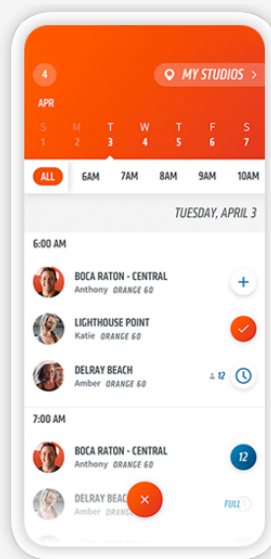 4
MY STUDIOS >
APR
S M T W T F S
1 2 3 4 5 6 7
ALL 6AM 7AM 8AM 9AM 10AM
TUESDAY, APRIL 3
6:00 AM
BOCA RATON - CENTRAL
Anthony ORANGE 60
LIGHTHOUSE POINT
Katie ORANGE 60
DELRAY BEACH
Amber ORANGE 60
12
7:00 AM
BOCA RATON - CENTRAL
Anthony ORANGE 60
12
DELRAY BEAC
Amber ORANGE
FULL